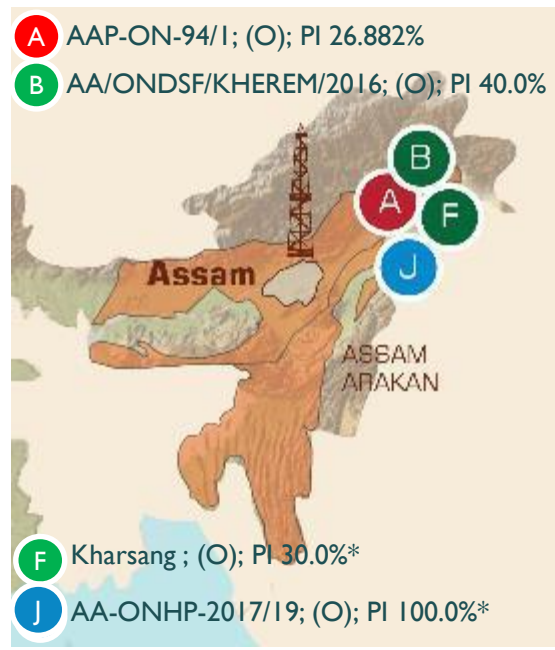 A AAP-ON-94/1; (O); PI 26.882%
B AA/ONDSF/KHEREM/2016; (O); PI 40.0%
B
A
F
J
Assam
ASSAM
ARAKAN
F Kharsang ; (O); PI 30.0%*
J AA-ONHP-2017/19; (O); PI 100.0%*